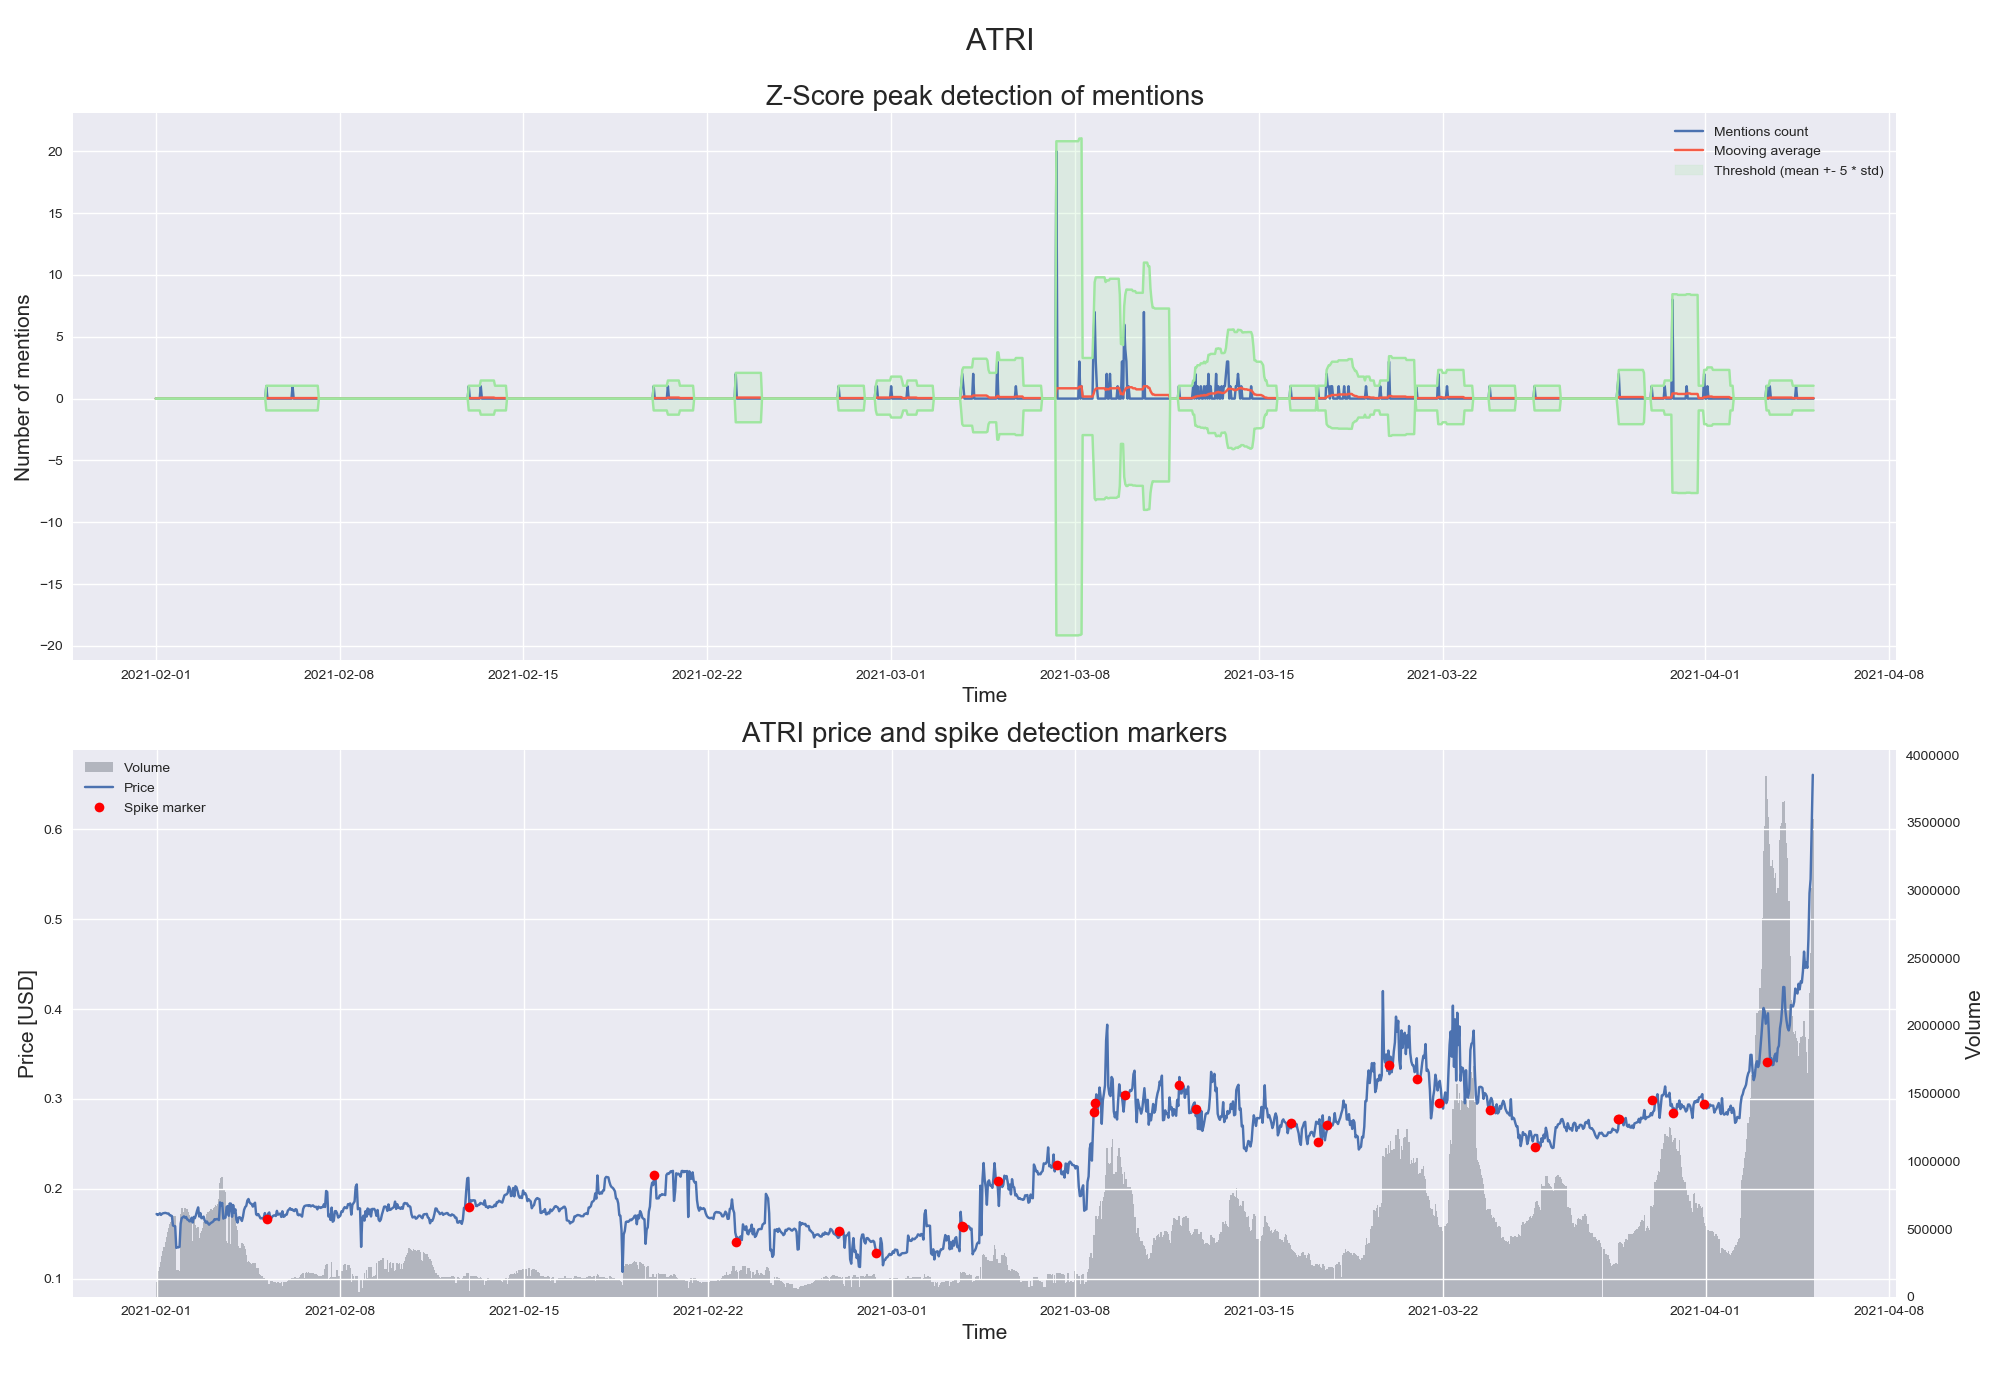 ATRI
Z-Score peak detection of mentions
Mentions count
Mooving average
Threshold (mean +- 5 * std)
Number of mentions
20
15
10
5
0
−5
−10
−15
−20
2021-02-01 2021-02-08 2021-02-15 2021-02-22 2021-03-01 2021-03-08 2021-03-15 2021-03-22 2021-04-01 2021-04-08
Time
ATRI price and spike detection markers
Volume
Price
Spike marker
Price [USD]
0.6
0.5
0.4
0.3
0.2
0.1
4000000
3500000
3000000
2500000
2000000
1500000
1000000
500000
0
Volume
2021-02-01 2021-02-08 2021-02-15 2021-02-22 2021-03-01 2021-03-08 2021-03-15 2021-03-22 2021-04-01 2021-04-08
Time